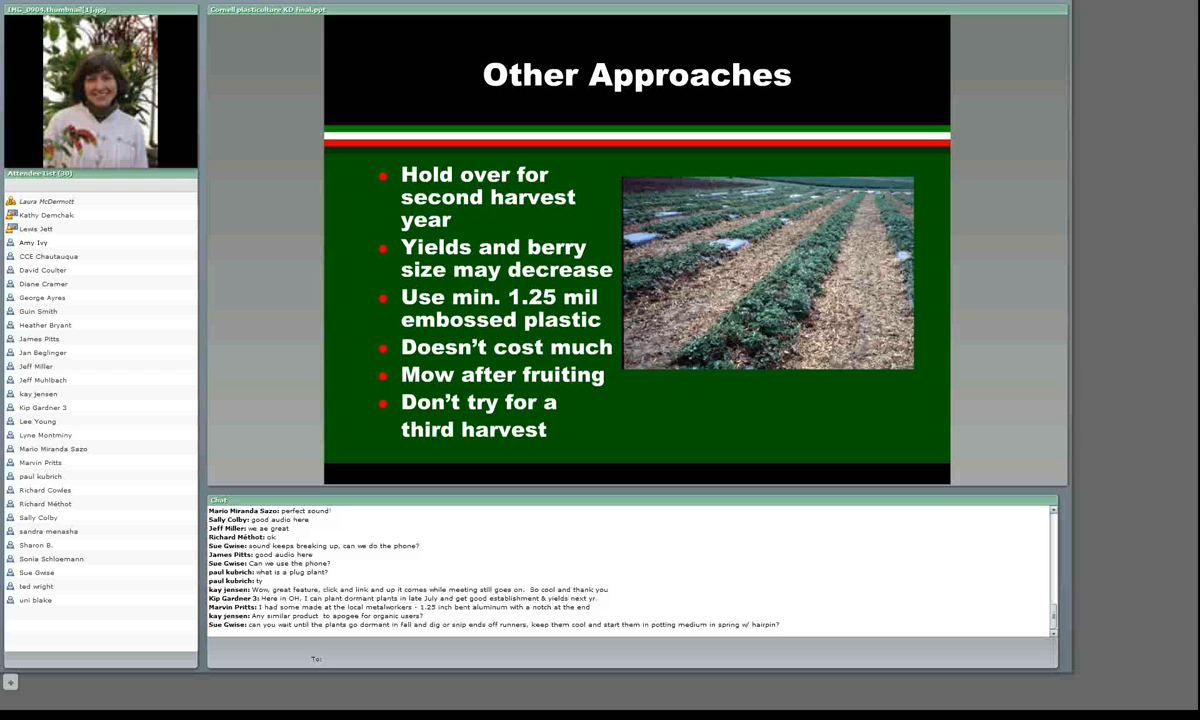 IMG_0904.thumbnail[1].jpg
Cornell plasticulture KD final.ppt
Other Approaches
Hold over for
second harvest
year
Yields and berry
size may decrease
Use min. 1.25 mil
embossed plastic
Doesn't cost much
Mow after fruiting
Don't try for a
third harvest
Attendee List (30)
Laura McDermott
Kathy Demchak
Lewis Jett
Amy Ivy
CCE Chautauqua
David Coulter
Diane Cramer
George Ayres
Guin Smith
Heather Bryant
James Pitts
Jan Beglinger
Jeff Miller
Jeff Muhlbach
kay jensen
Kip Gardner 3
Lee Young
Lyne Montminy
Mario Miranda Sazo
Marvin Pritts
paul kubrich
Richard Cowles
Richard Méthot
Sally Colby
sandra menasha
Sharon B.
Sonia Schloemann
Sue Gwise
ted wright
uni blake
Chat
Mario Miranda Sazo: perfect sound!
Sally Colby: good audio here
Jeff Miller: we ae great
Richard Méthot: ok
Sue Gwise: sound keeps breaking up, can we do the phone?
James Pitts: good audio here
Sue Gwise: Can we use the phone?
paul kubrich: what is a plug plant?
paul kubrich: ty
kay jensen: Wow, great feature, click and link and up it comes while meeting still goes on. So cool and thank you
Kip Gardner 3: Here in OH, I can plant dormant plants in late July and get good establishment & yields next yr.
Marvin Pritts: I had some made at the local metalworkers - 1.25 inch bent aluminum with a notch at the end
kay jensen: Any similar product to apogee for organic users?
Sue Gwise: can you wait until the plants go dormant in fall and dig or snip ends off runners, keep them cool and start them in potting medium in spring w/ hairpin?
To: